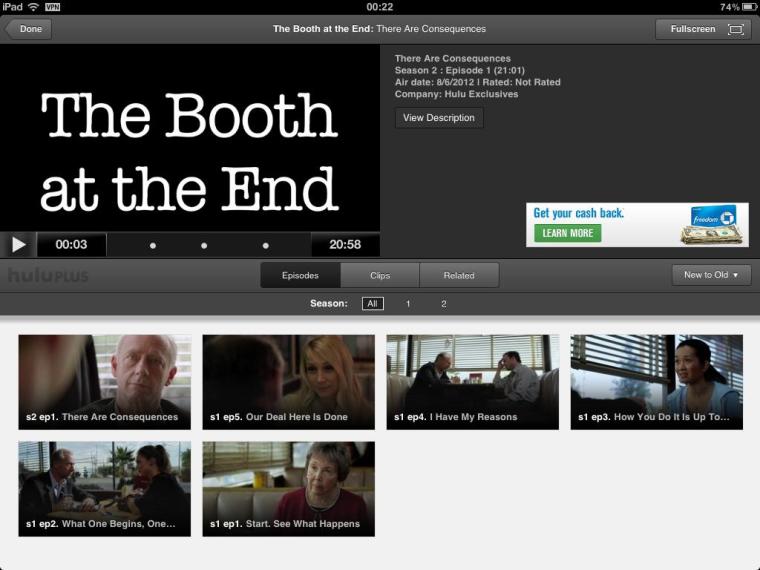 iPad VPN 00:22 74%
Done The Booth at the End: There Are Consequences Fullscreen
The Booth
at the End
There Are Consequences
Season 2 : Episode 1 (21:01)
Air date: 8/6/2012 | Rated: Not Rated
Company: Hulu Exclusives
View Description
Get your cash back.
LEARN MORE
freedom
00:03 20:58
hulu PLUS Episodes Clips Related New to Old
Season: All 1 2
s2 ep1. There Are Consequences
s1 ep5. Our Deal Here Is Done
s1 ep4. I Have My Reasons
s1 ep3. How You Do It Is Up To...
s1 ep2. What One Begins, One...
s1 ep1. Start. See What Happens